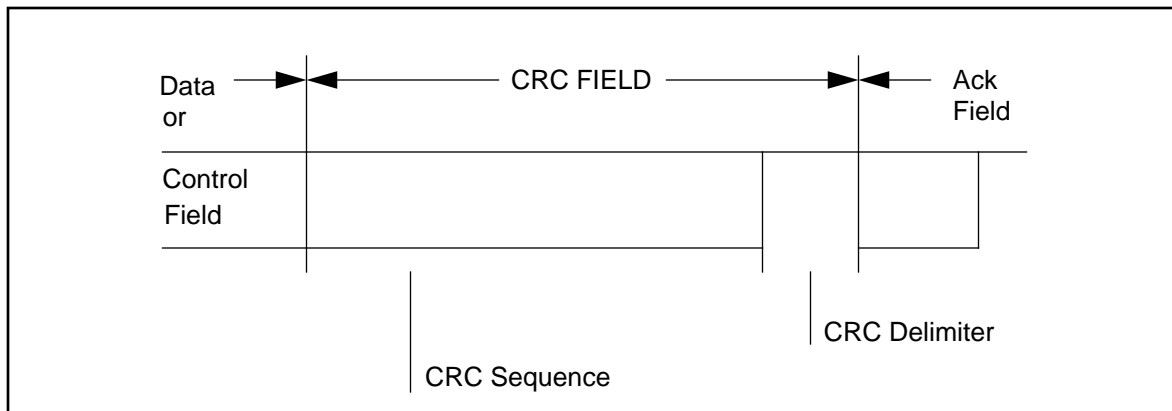 Data
or
CRC FIELD
Ack
Field
Control
Field
CRC Delimiter
CRC Sequence